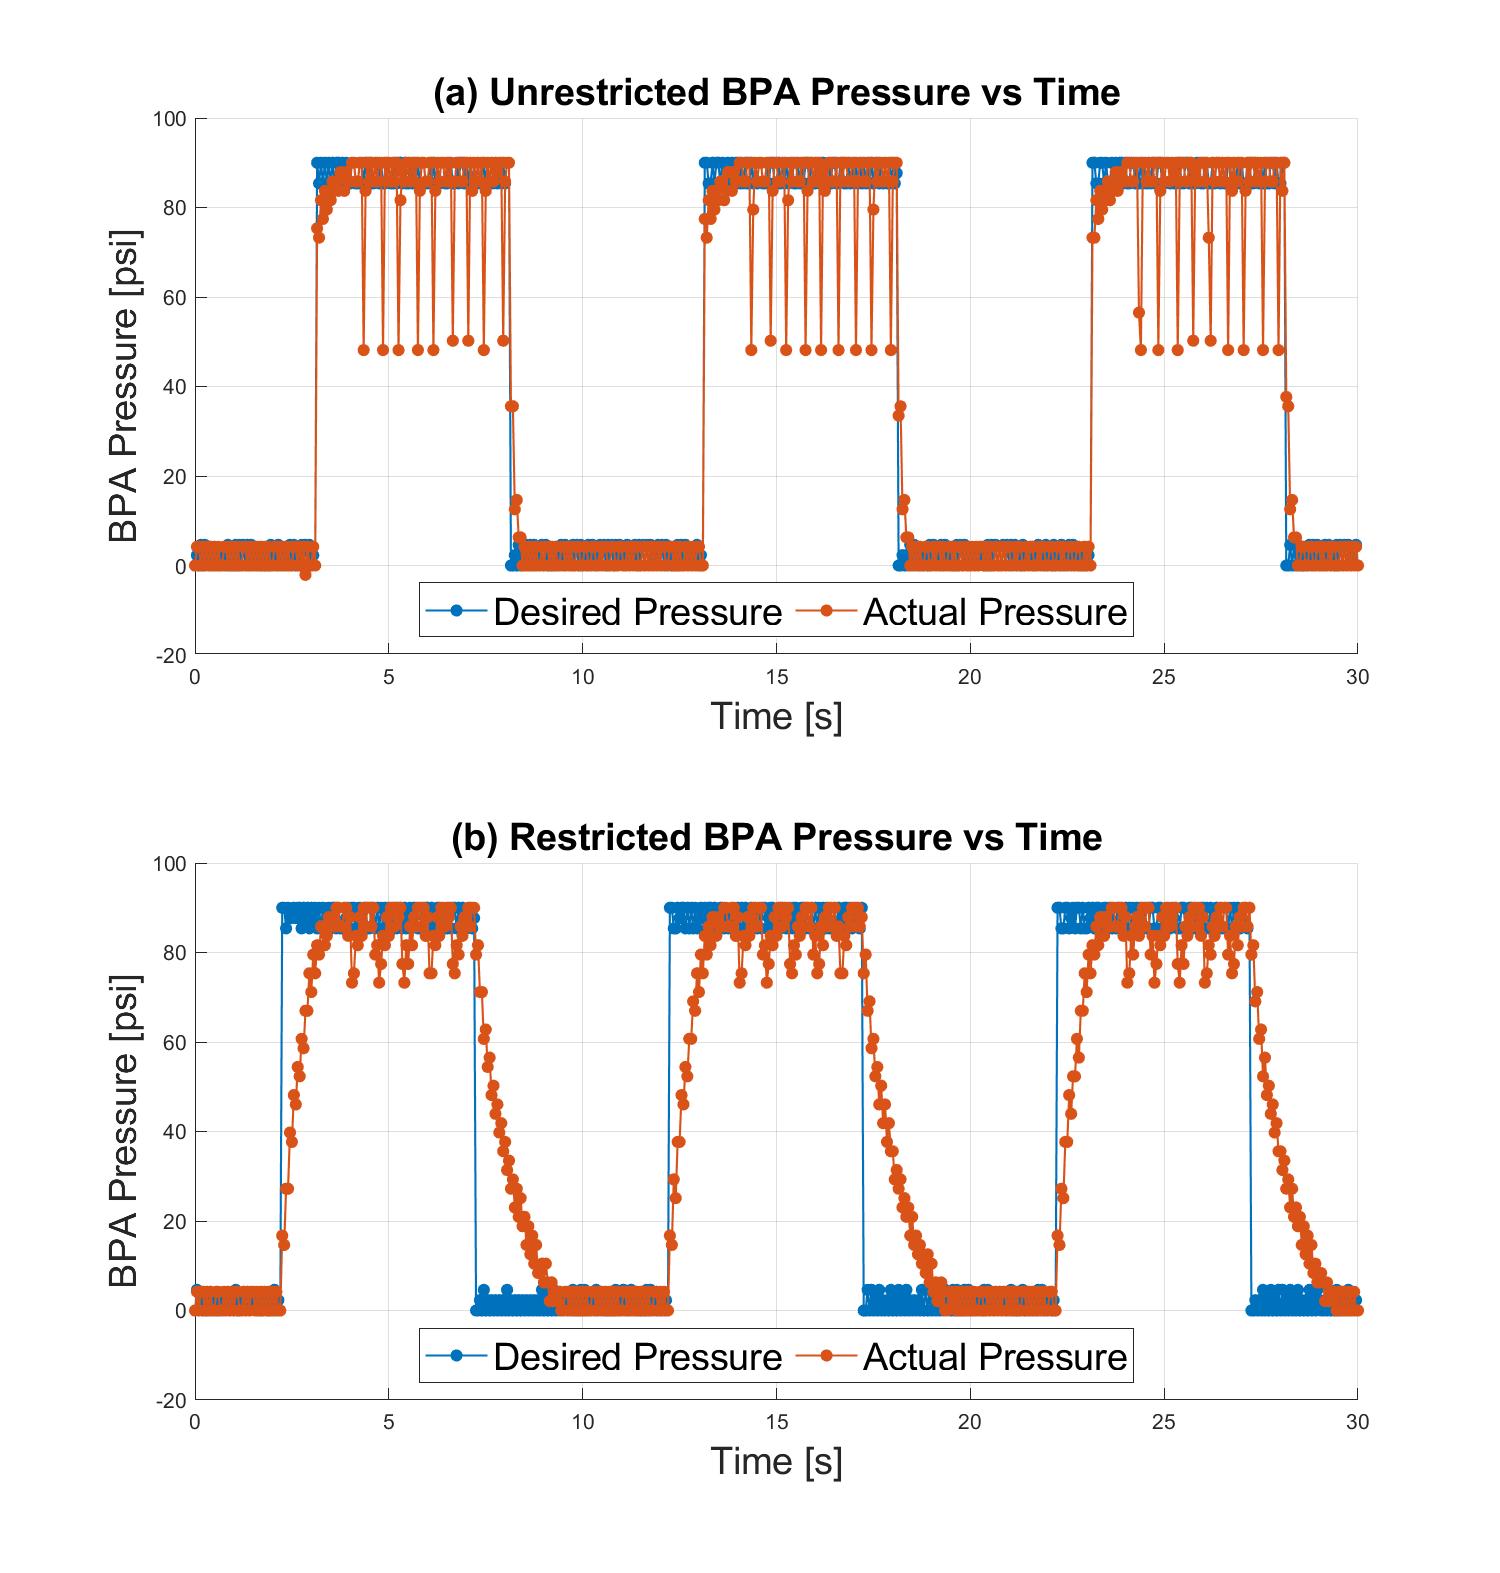 (a) Unrestricted BPA Pressure vs Time
100
80
60
40
20
0
-20
BPA Pressure [psi]
Desired Pressure Actual Pressure
0 5 10 15 20 25 30
Time [s]
(b) Restricted BPA Pressure vs Time
100
80
60
40
20
0
-20
BPA Pressure [psi]
Desired Pressure Actual Pressure
0 5 10 15 20 25 30
Time [s]